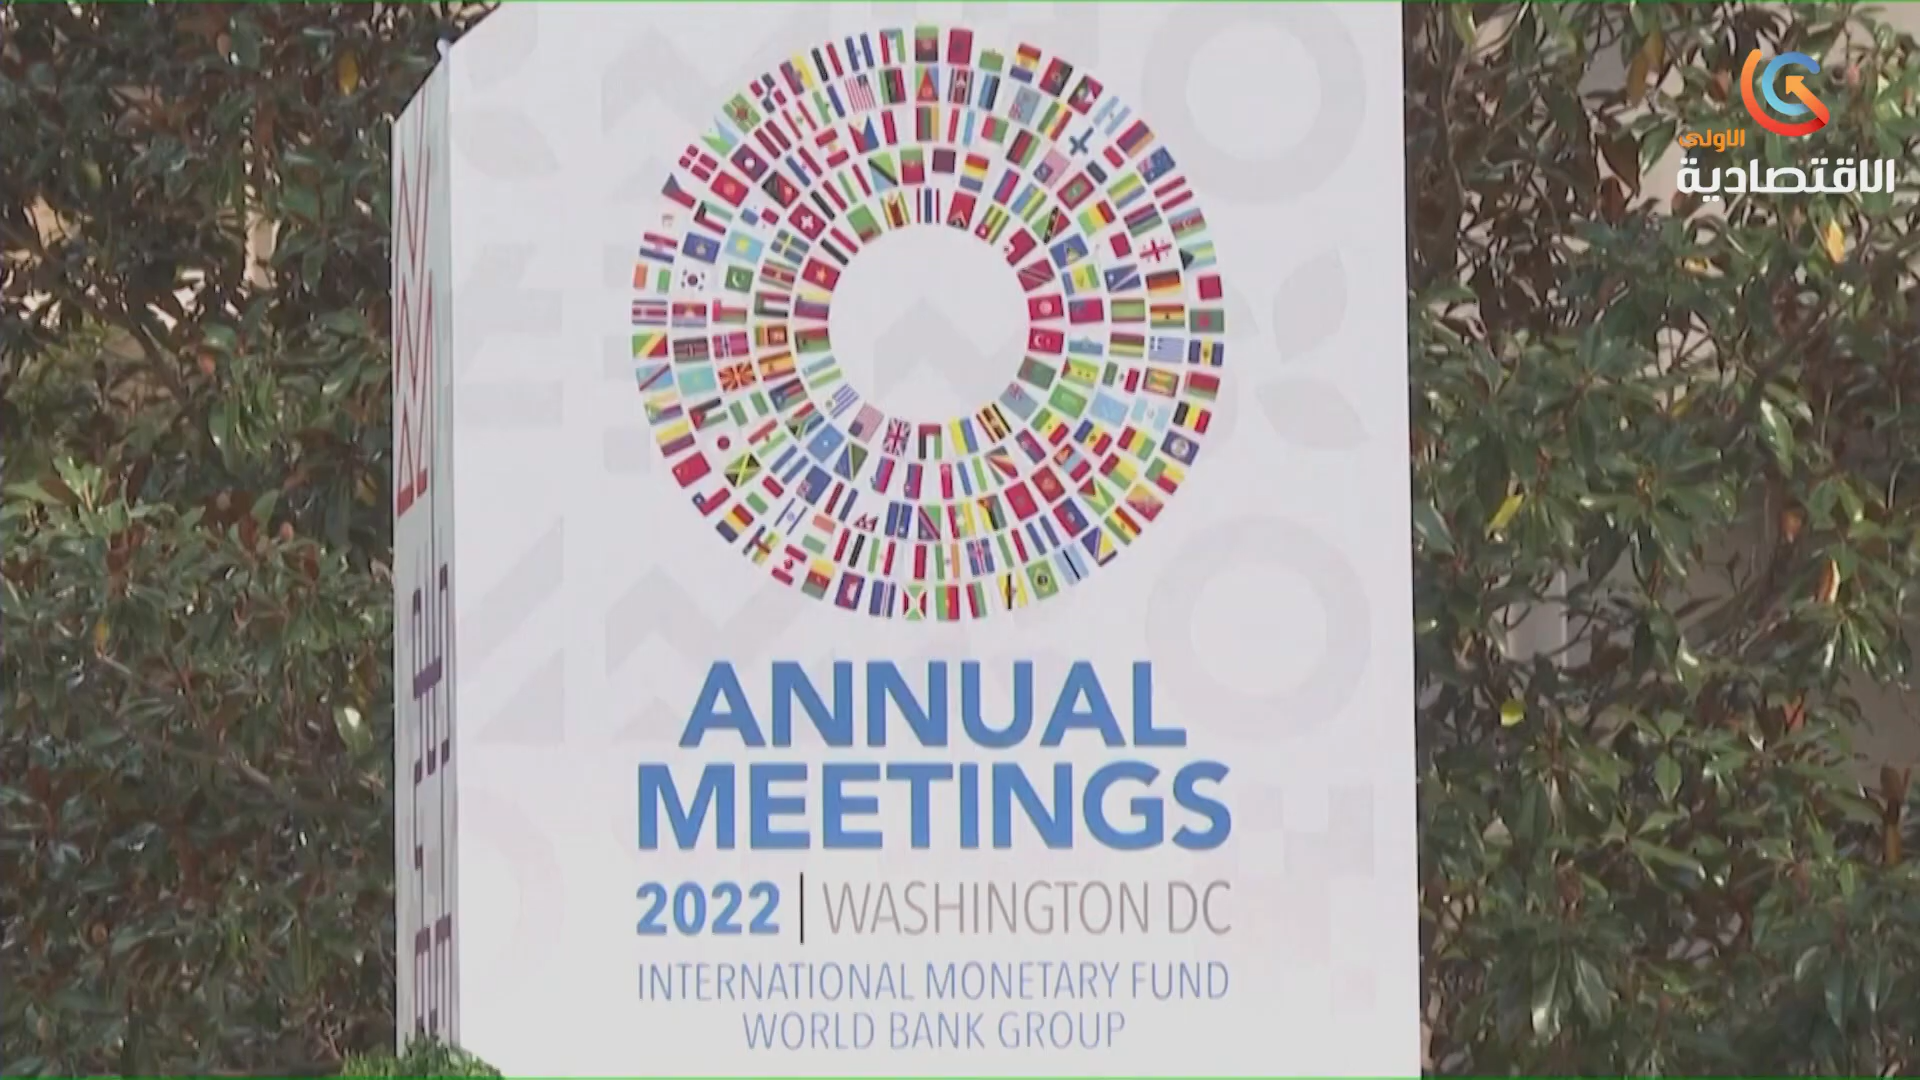 الاولى
الاقتصادية
ANNUAL
MEETINGS
2022 | WASHINGTON DC
INTERNATIONAL MONETARY FUND
WORLD BANK GROUP